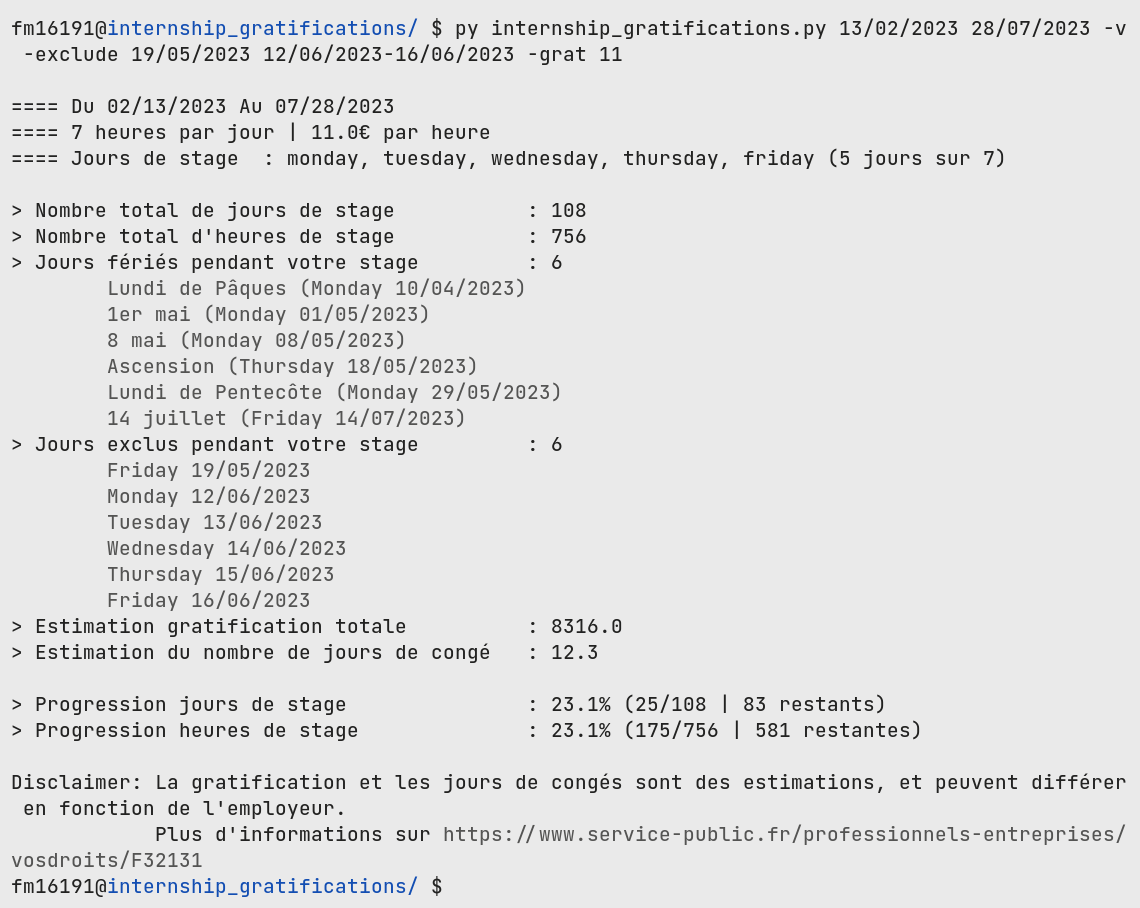 fm16191@internship_gratifications/ $ py internship_gratifications.py 13/02/2023 28/07/2023 -v
-exclude 19/05/2023 12/06/2023-16/06/2023 -grat 11
==== Du 02/13/2023 Au 07/28/2023
==== 7 heures par jour | 11.0€ par heure
==== Jours de stage  : monday, tuesday, wednesday, thursday, friday (5 jours sur 7)
> Nombre total de jours de stage           : 108
> Nombre total d'heures de stage           : 756
> Jours fériés pendant votre stage         : 6
        Lundi de Pâques (Monday 10/04/2023)
        1er mai (Monday 01/05/2023)
        8 mai (Monday 08/05/2023)
        Ascension (Thursday 18/05/2023)
        Lundi de Pentecôte (Monday 29/05/2023)
        14 juillet (Friday 14/07/2023)
> Jours exclus pendant votre stage         : 6
        Friday 19/05/2023
        Monday 12/06/2023
        Tuesday 13/06/2023
        Wednesday 14/06/2023
        Thursday 15/06/2023
        Friday 16/06/2023
> Estimation gratification totale          : 8316.0
> Estimation du nombre de jours de congé   : 12.3
> Progression jours de stage               : 23.1% (25/108 | 83 restants)
> Progression heures de stage              : 23.1% (175/756 | 581 restantes)
Disclaimer: La gratification et les jours de congés sont des estimations, et peuvent différer
en fonction de l'employeur.
            Plus d'informations sur https://www.service-public.fr/professionnels-entreprises/
vosdroits/F32131
fm16191@internship_gratifications/ $